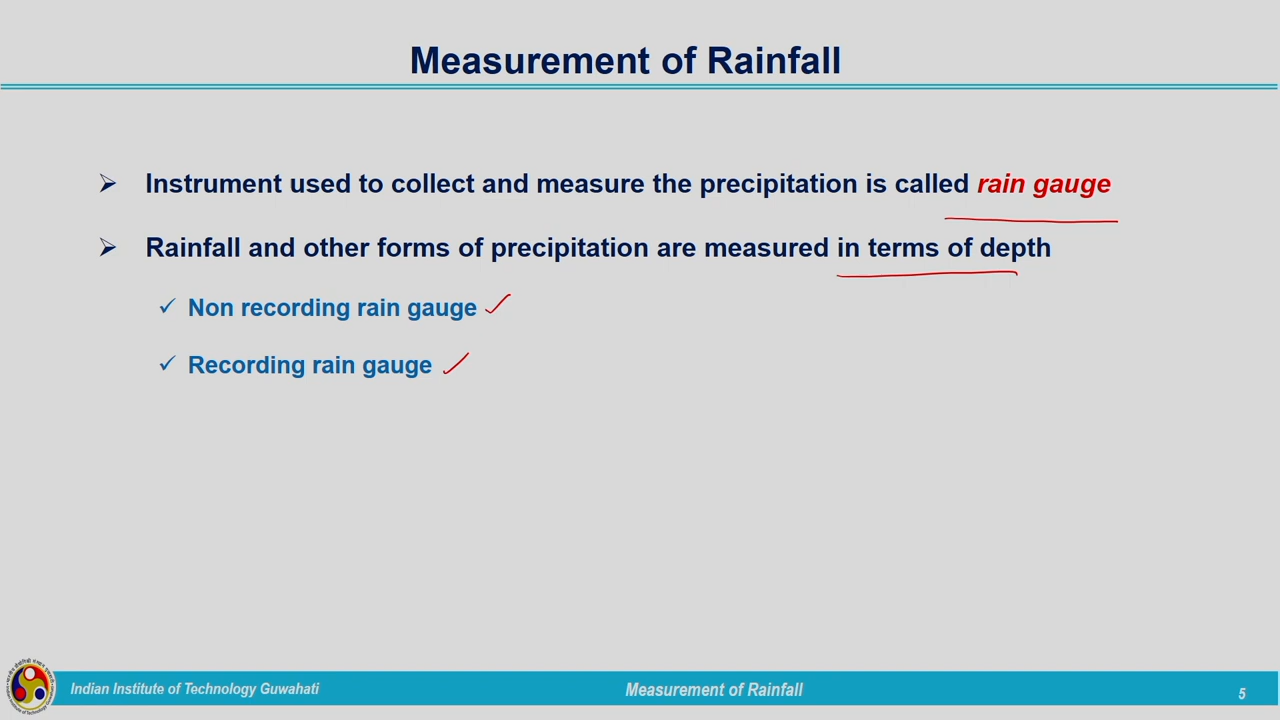 Measurement of Rainfall
Instrument used to collect and measure the precipitation is called rain gauge
Rainfall and other forms of precipitation are measured in terms of depth
Non recording rain gauge
Recording rain gauge
Indian Institute of Technology Guwahati
Measurement of Rainfall
5